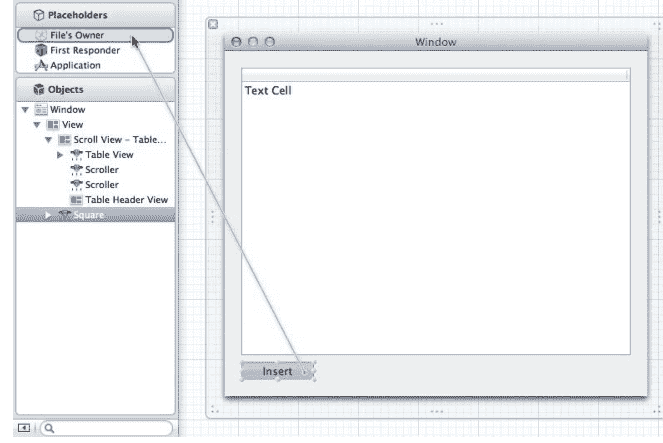 Placeholders
File's Owner
First Responder
Application
Objects
Window
View
Scroll View - Table...
Table View
Scroller
Scroller
Table Header View
Square
Window
Text Cell
Insert